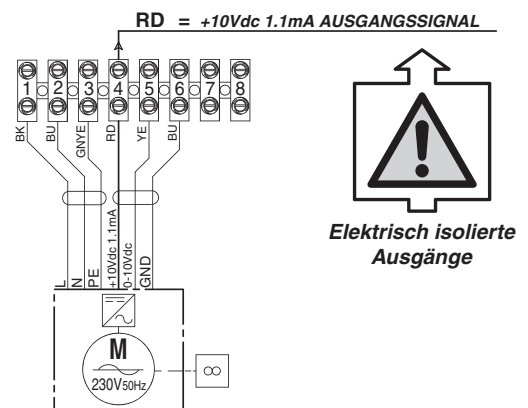 RD = +10Vdc 1.1mA AUSGANGSSIGNAL
1 2 3 4 5 6 7 8
BK BU GNYE RD YE BU
L N PE +10Vdc 1.1mA 0-10Vdc GND
Elektrisch isolierte
Ausgänge
M
230V50Hz
8